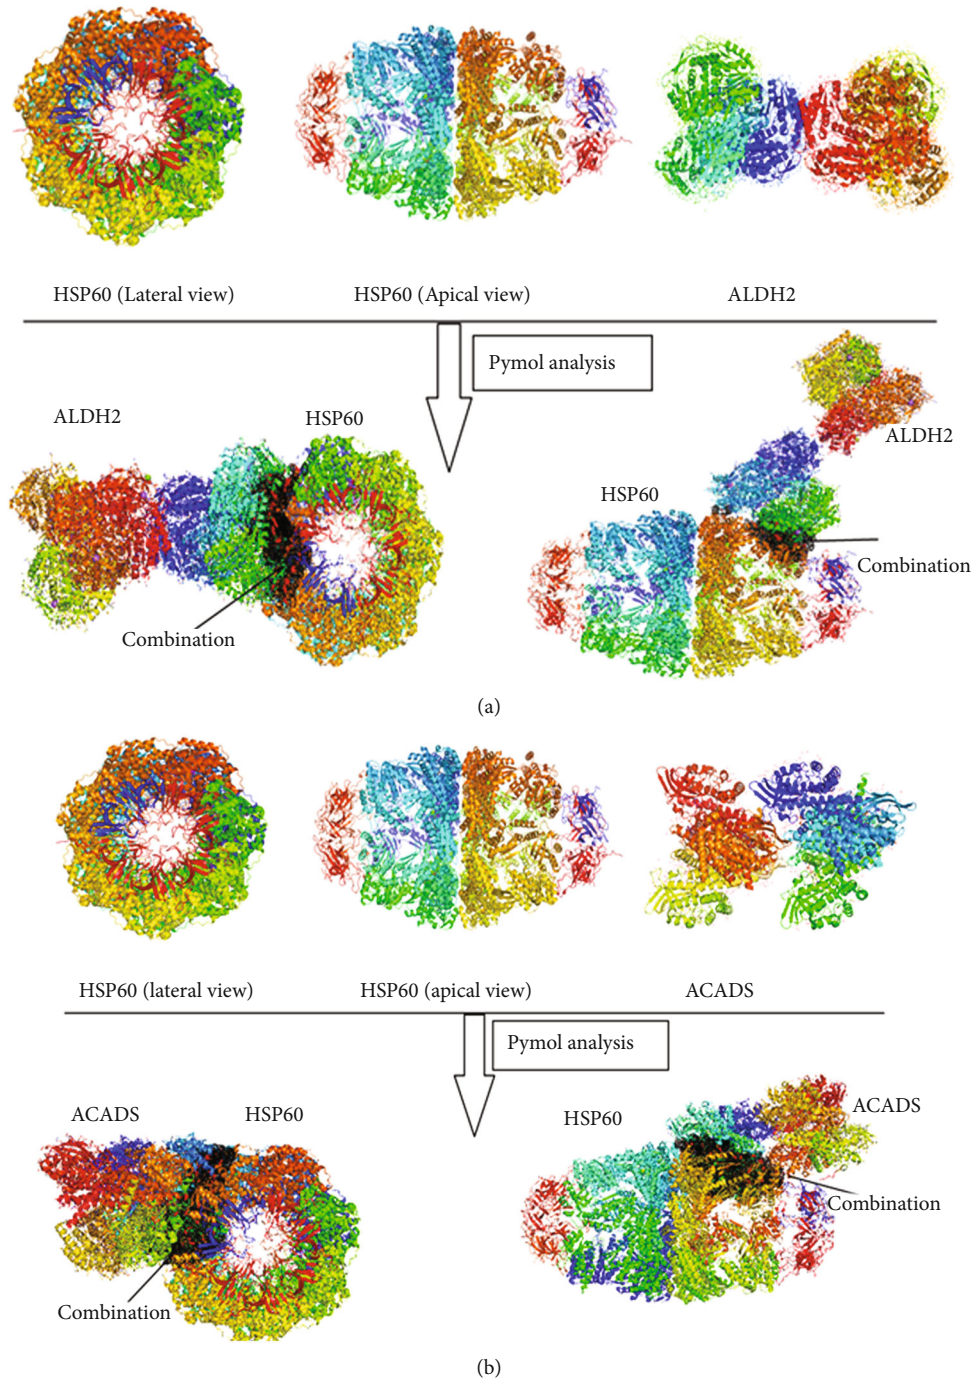 HSP60 (Lateral view)
HSP60 (Apical view)
ALDH2
Pymol analysis
ALDH2
HSP60
ALDH2
HSP60
Combination
Combination
(a)
HSP60 (lateral view)
HSP60 (apical view)
ACADS
Pymol analysis
ACADS
HSP60
HSP60
ACADS
Combination
Combination
(b)